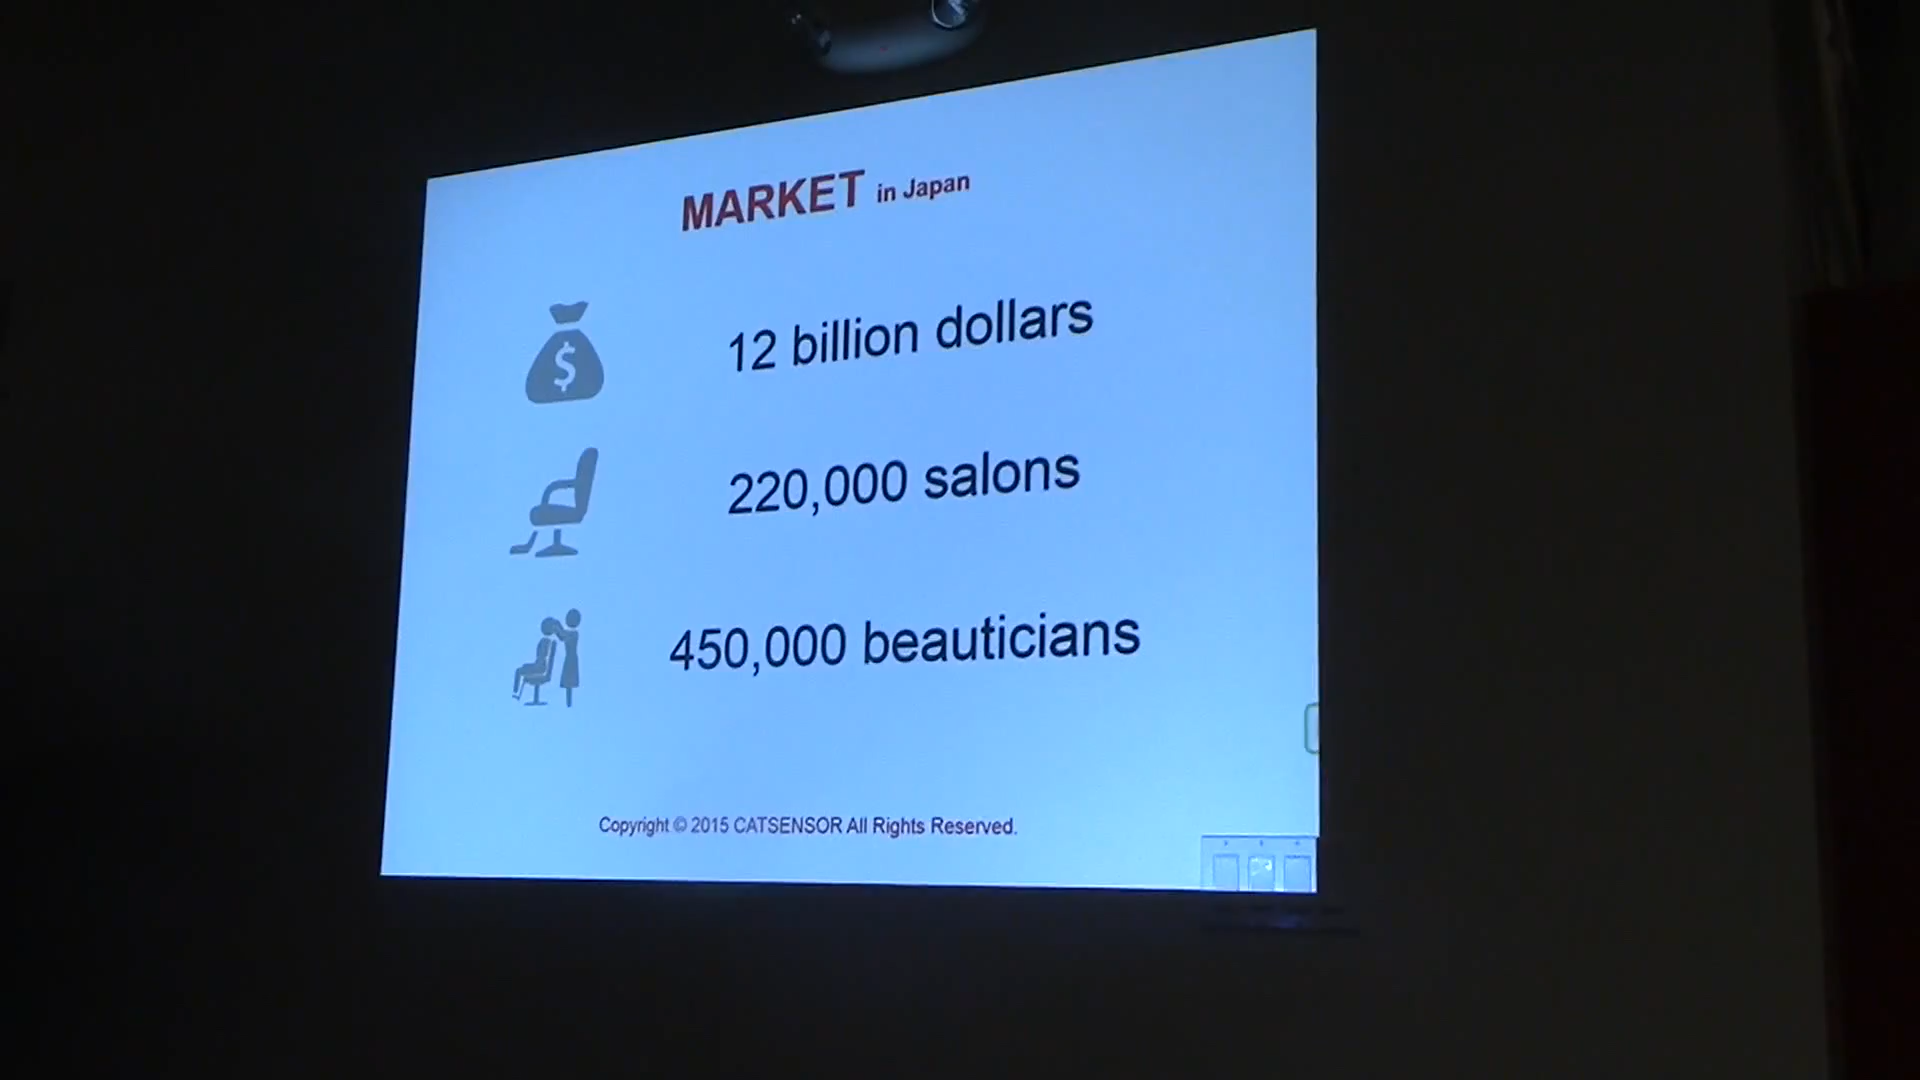 MARKET in Japan
$
12 billion dollars
220,000 salons
450,000 beauticians
Copyright © 2015 CATSENSOR All Rights Reserved.